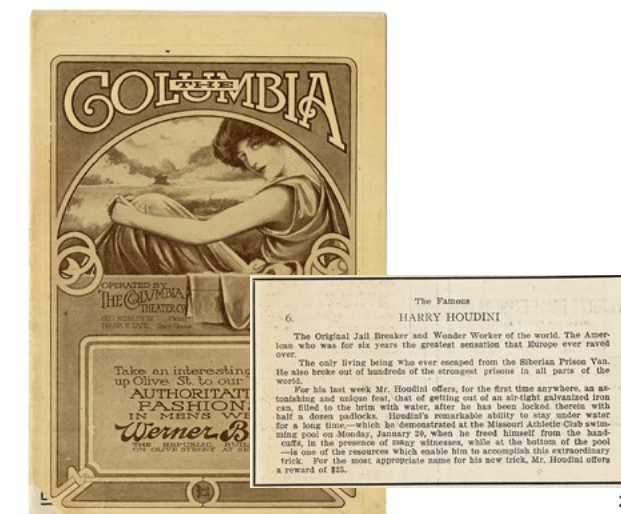 THE
COLUMBIA
OPERATED BY
THE COLUMBIA
THEATER CO
FRANK R. TATE
Take an interesting
up Olive St. to our
AUTHORITAT
FASHION
IN MENS WE
Werner-B
THE REPUBLIC BUIL
ON OLIVE STREET AT SE
The Famous
6. HARRY HOUDINI
The Original Jail Breaker and Wonder Worker of the world. The Amer-
ican who was for six years the greatest sensation that Europe ever raved
over.
The only living being who ever escaped from the Siberian Prison Van.
He also broke out of hundreds of the strongest prisons in all parts of the
world.
For his last week Mr. Houdini offers, for the first time anywhere, an as-
tonishing and unique feat, that of getting out of an air-tight galvanized iron
can, filled to the brim with water, after he has been locked therein with
half a dozen padlocks. Houdini's remarkable ability to stay under water
for a long time,—which he demonstrated at the Missouri Athletic Club swim-
ming pool on Monday, January 20, when he freed himself from the hand-
cuffs, in the presence of many witnesses, while at the bottom of the pool
—is one of the resources which enable him to accomplish this extraordinary
trick. For the most appropriate name for his new trick, Mr. Houdini offers
a reward of $25.